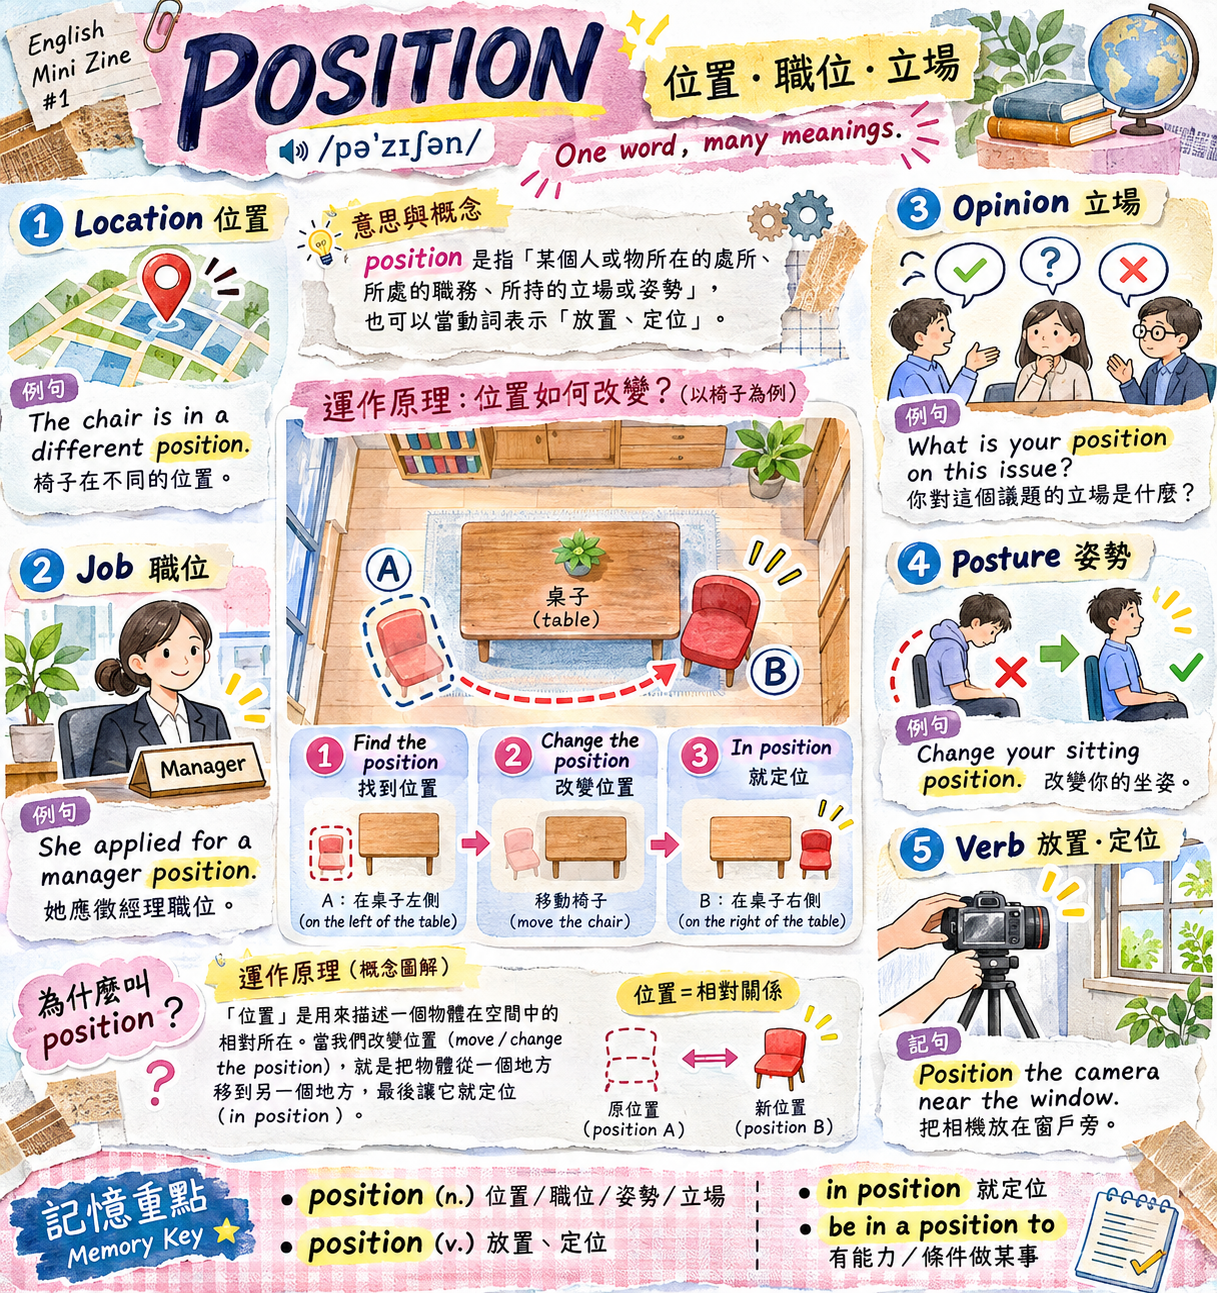 English
Mini Zine
#1
POSITION
位置・職位・立場
/pəˈzɪʃən/
One word, many meanings.
1 Location 位置
例句
The chair is in a
different position.
椅子在不同的位置。
2 Job 職位
Manager
例句
She applied for a
manager position.
她應徵經理職位。
意思與概念
position 是指「某個人或物所在的處所、
所處的職務、所持的立場或姿勢」，
也可以當動詞表示「放置、定位」。
運作原理：位置如何改變？(以椅子為例)
A
桌子
(table)
B
1 Find the
position
找到位置
A：在桌子左側
(on the left of the table)
2 Change the
position
改變位置
移動椅子
(move the chair)
3 In position
就定位
B：在桌子右側
(on the right of the table)
3 Opinion 立場
?
例句
What is your position
on this issue?
你對這個議題的立場是什麼？
4 Posture 姿勢
例句
Change your sitting
position. 改變你的坐姿。
5 Verb 放置・定位
記句
Position the camera
near the window.
把相機放在窗戶旁。
為什麼叫
position？
?
運作原理 (概念圖解)
「位置」是用來描述一個物體在空間中的
相對所在。當我們改變位置 (move / change
the position)，就是把物體從一個地方
移到另一個地方，最後讓它就定位
(in position)。
位置=相對關係
原位置
(position A)
新位置
(position B)
記憶重點
Memory Key
• position (n.) 位置／職位／姿勢／立場
• position (v.) 放置、定位
• in position 就定位
• be in a position to
有能力／條件做某事